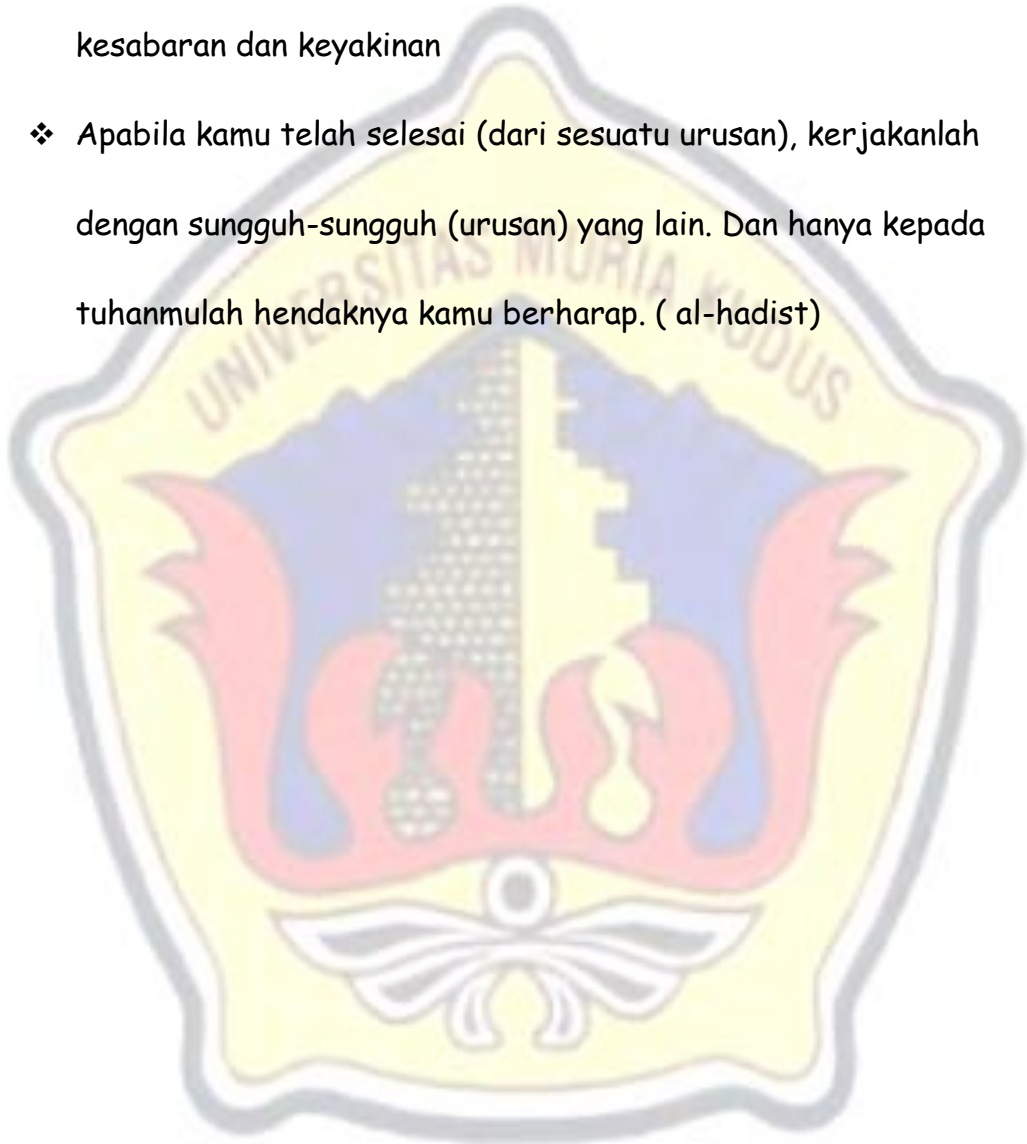 kesabaran dan keyakinan
❖ Apabila kamu telah selesai (dari sesuatu urusan), kerjakanlah
dengan sungguh-sungguh (urusan) yang lain. Dan hanya kepada
tuhanmulah hendaknya kamu berharap. ( al-hadist)
UNIVERSITAS MURIA KUDUS